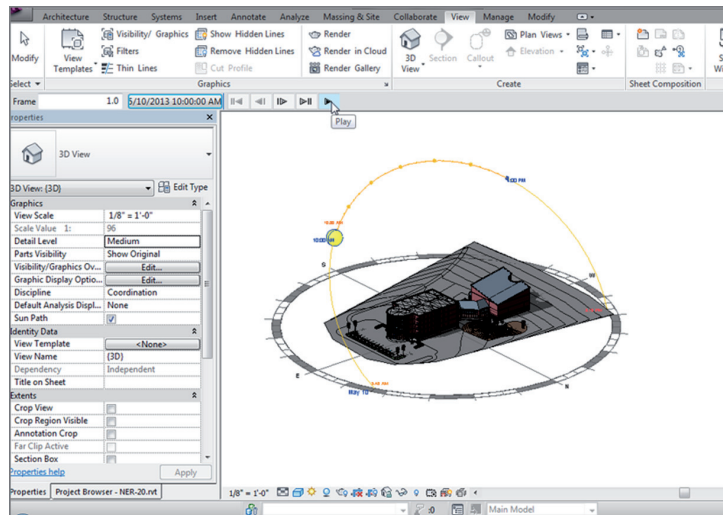 Architecture Structure Systems Insert Annotate Analyze Massing & Site Collaborate View Manage Modify
Modify
View
Templates
Visibility/ Graphics
Filters
Thin Lines
Show Hidden Lines
Remove Hidden Lines
Cut Profile
Render
Render in Cloud
Render Gallery
3D
View
Section
Callout
Plan Views
Elevation
Select
Graphics
Create
Sheet Composition
Frame 1.0 5/10/2013 10:00:00 AM
Play
roperties
3D View
3D View: {3D} Edit Type
Graphics
View Scale 1/8" = 1'-0"
Scale Value 1: 96
Detail Level Medium
Parts Visibility Show Original
Visibility/Graphics Ov... Edit...
Graphic Display Optio... Edit...
Discipline Coordination
Default Analysis Displ... None
Sun Path
Identity Data
View Template <None>
View Name {3D}
Dependency Independent
Title on Sheet
Extents
Crop View
Crop Region Visible
Annotation Crop
Far Clip Active
Section Box
Properties help Apply
Properties Project Browser - NER-20.rvt
S
W
E
N
May 10
1/8" = 1'-0"
:0 Main Model